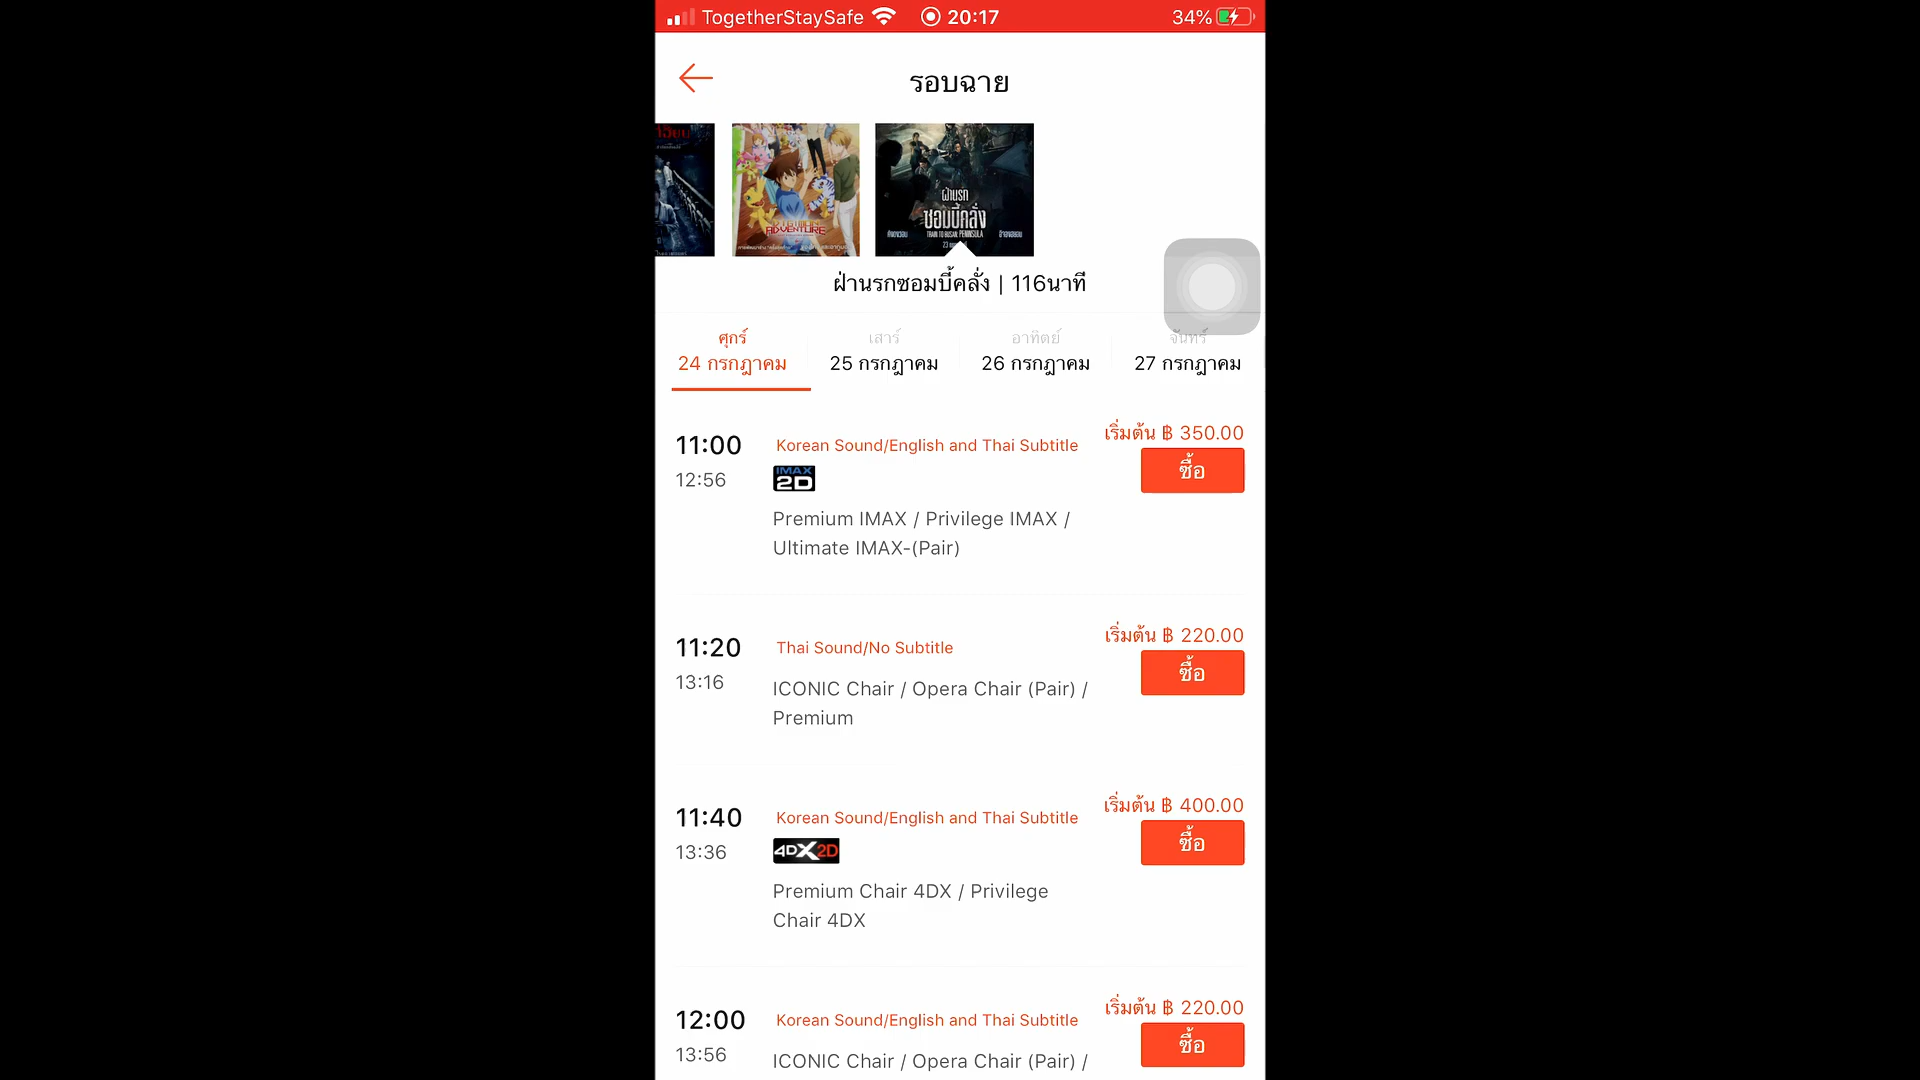 TogetherStaySafe 20:17 34%
รอบฉาย
ADVENTURE
ฝ่านรก
ซอมบี้คลั่ง
TRAIN TO BUSAN PENINSULA
ฝ่านรกซอมบี้คลั่ง | 116นาที
ศุกร์ เสาร์ อาทิตย์ จันทร์
24 กรกฎาคม 25 กรกฎาคม 26 กรกฎาคม 27 กรกฎาคม
เริ่มต้น ฿ 350.00
11:00 Korean Sound/English and Thai Subtitle
12:56 IMAX 2D ซื้อ
Premium IMAX / Privilege IMAX /
Ultimate IMAX-(Pair)
เริ่มต้น ฿ 220.00
11:20 Thai Sound/No Subtitle
13:16 ICONIC Chair / Opera Chair (Pair) / ซื้อ
Premium
เริ่มต้น ฿ 400.00
11:40 Korean Sound/English and Thai Subtitle
13:36 4DX2D ซื้อ
Premium Chair 4DX / Privilege
Chair 4DX
เริ่มต้น ฿ 220.00
12:00 Korean Sound/English and Thai Subtitle
13:56 ICONIC Chair / Opera Chair (Pair) / ซื้อ